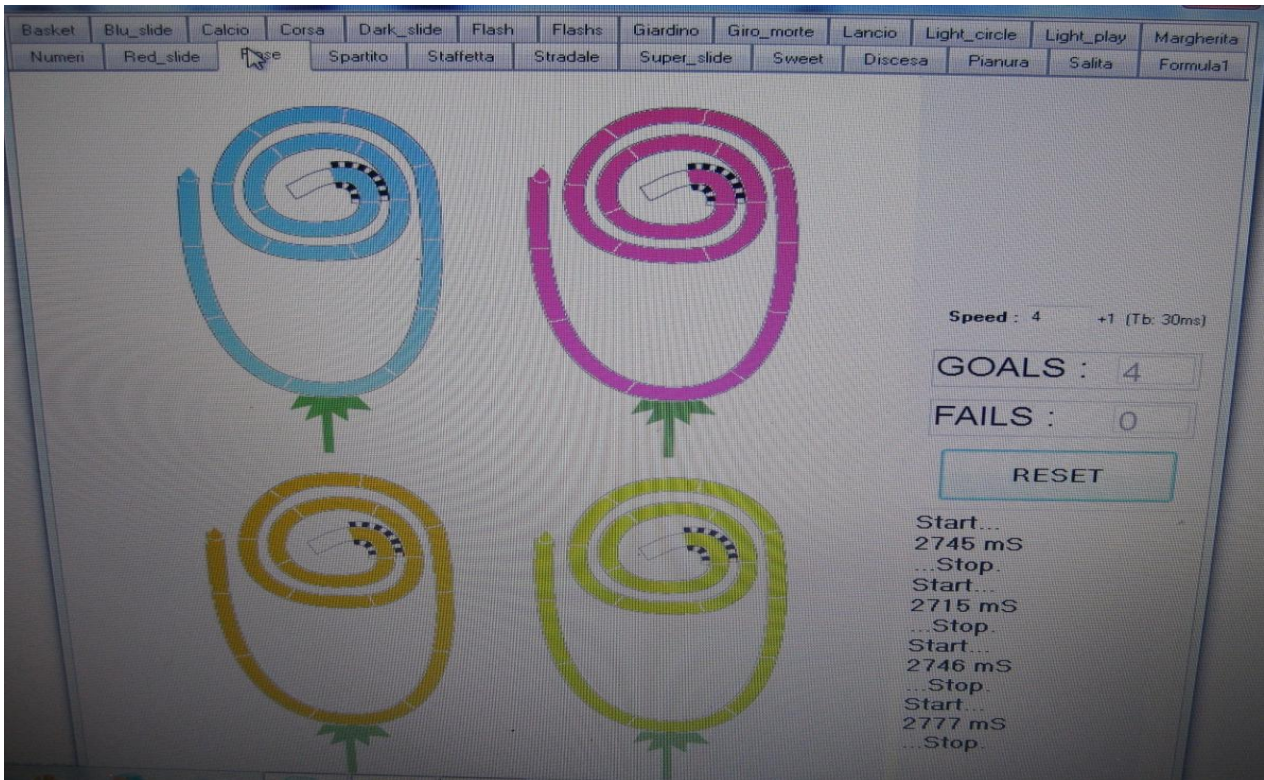 Basket Blu_slide Calcio Corsa Dark_slide Flash Flashs Giardino Giro_morte Lancio Light_circle Light_play Margherita
Numeri Red_slide Spartito Staffetta Stradale Super_slide Sweet Discesa Pianura Salita Formula1
Speed : 4 +1 (Tb: 30ms)
GOALS : 4
FAILS : 0
RESET
Start...
2745 mS
...Stop.
Start...
2715 mS
...Stop.
Start...
2746 mS
...Stop.
Start...
2777 mS
...Stop.